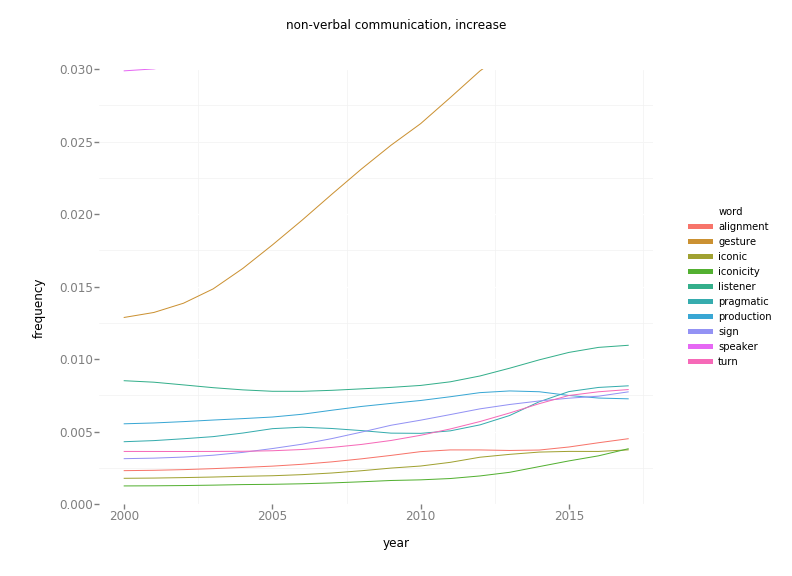 non-verbal communication, increase
0.030
0.025
0.020
0.015
0.010
0.005
0.000
frequency
2000
2005
2010
2015
year
word
alignment
gesture
iconic
iconicity
listener
pragmatic
production
sign
speaker
turn